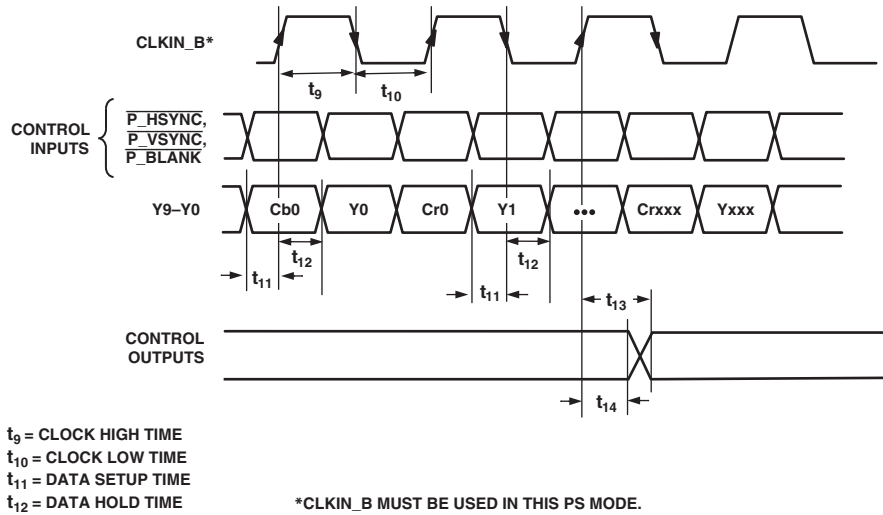 CLKIN_B*
t9
t10
CONTROL
INPUTS
P_HSYNC,
P_VSYNC,
P_BLANK
Y9–Y0
Cb0
Y0
Cr0
Y1
•••
Crxxx
Yxxx
t11
t12
t11
t12
t13
CONTROL
OUTPUTS
t14
t9 = CLOCK HIGH TIME
t10 = CLOCK LOW TIME
t11 = DATA SETUP TIME
t12 = DATA HOLD TIME
*CLKIN_B MUST BE USED IN THIS PS MODE.